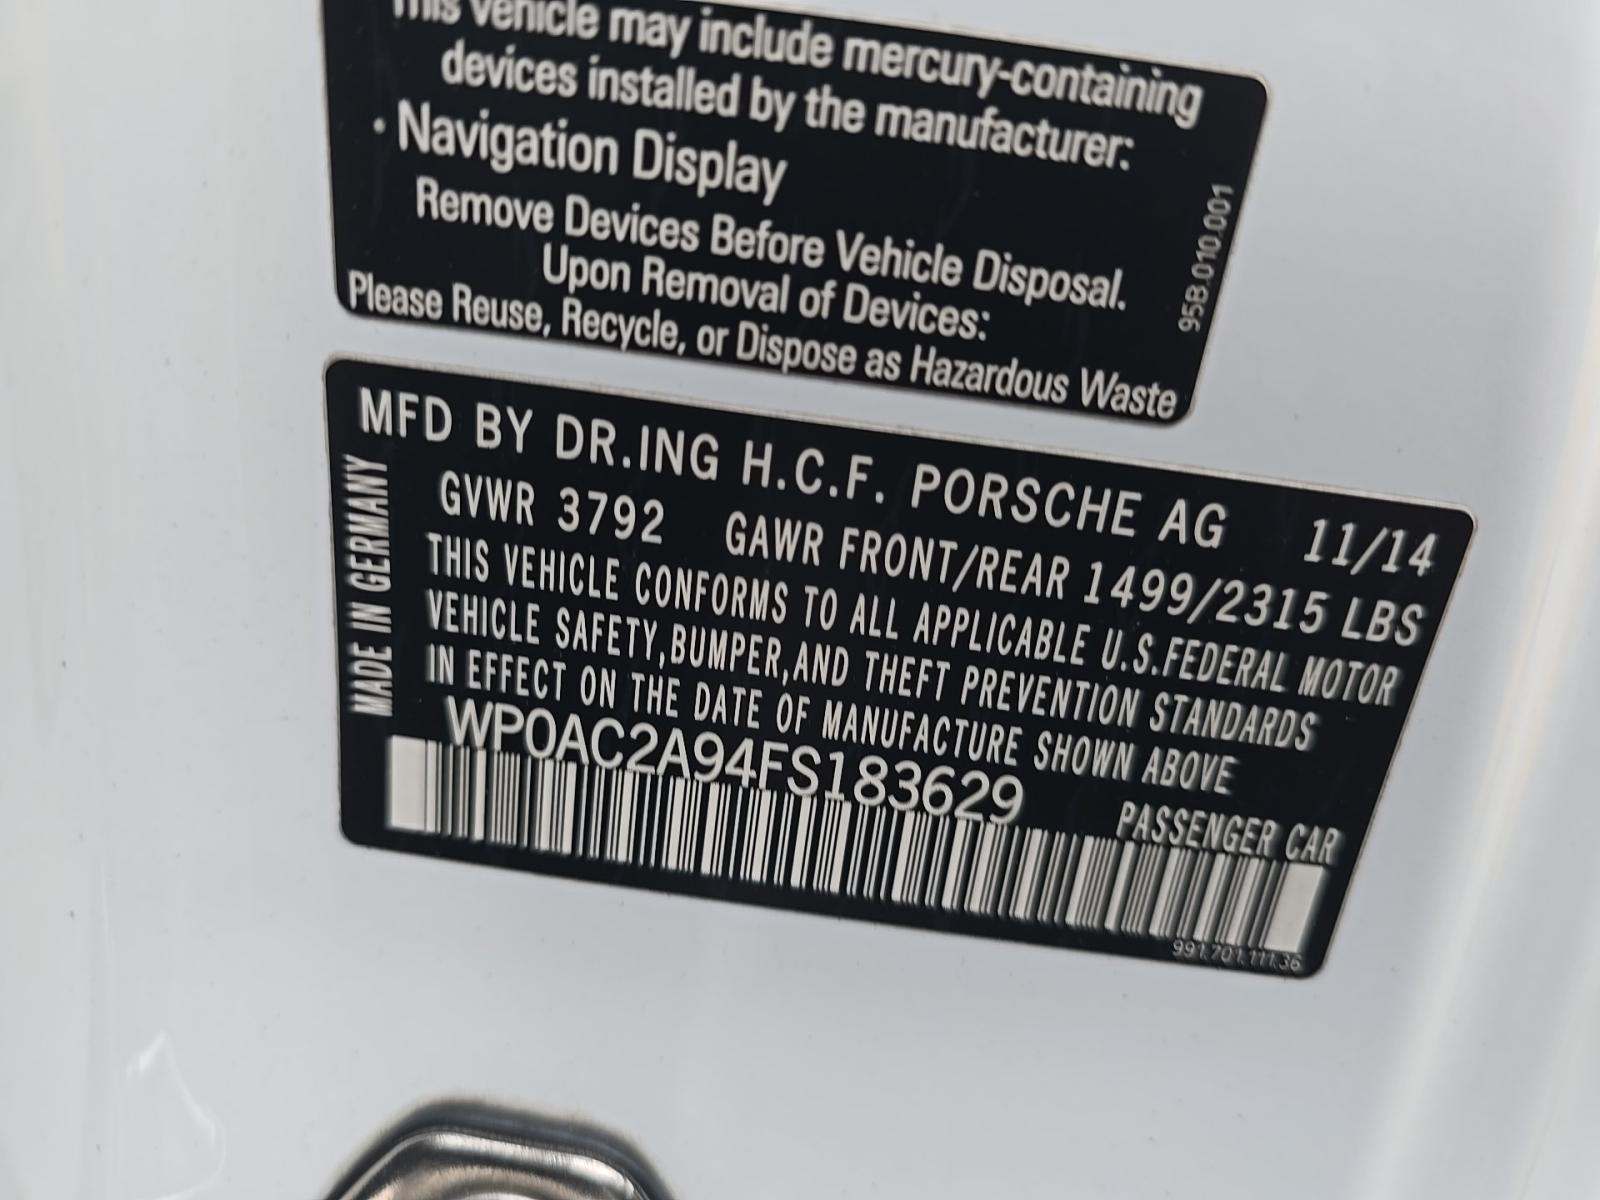 This vehicle may include mercury-containing
devices installed by the manufacturer:
• Navigation Display
Remove Devices Before Vehicle Disposal.
Upon Removal of Devices:
Please Reuse, Recycle, or Dispose as Hazardous Waste
95B.010.001
MFD BY DR.ING H.C.F. PORSCHE AG 11/14
GVWR 3792 GAWR FRONT/REAR 1499/2315 LBS
THIS VEHICLE CONFORMS TO ALL APPLICABLE U.S.FEDERAL MOTOR
VEHICLE SAFETY,BUMPER,AND THEFT PREVENTION STANDARDS
IN EFFECT ON THE DATE OF MANUFACTURE SHOWN ABOVE
WP0AC2A94FS183629
PASSENGER CAR
MADE IN GERMANY
991.701.111.36